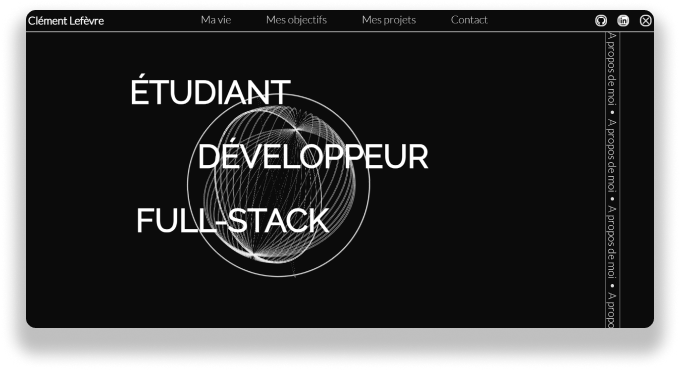 Clément Lefèvre
Ma vie
Mes objectifs
Mes projets
Contact
in
ÉTUDIANT
DÉVELOPPEUR
FULL-STACK
A propos de moi • A propos de moi • A propos de moi • A propo